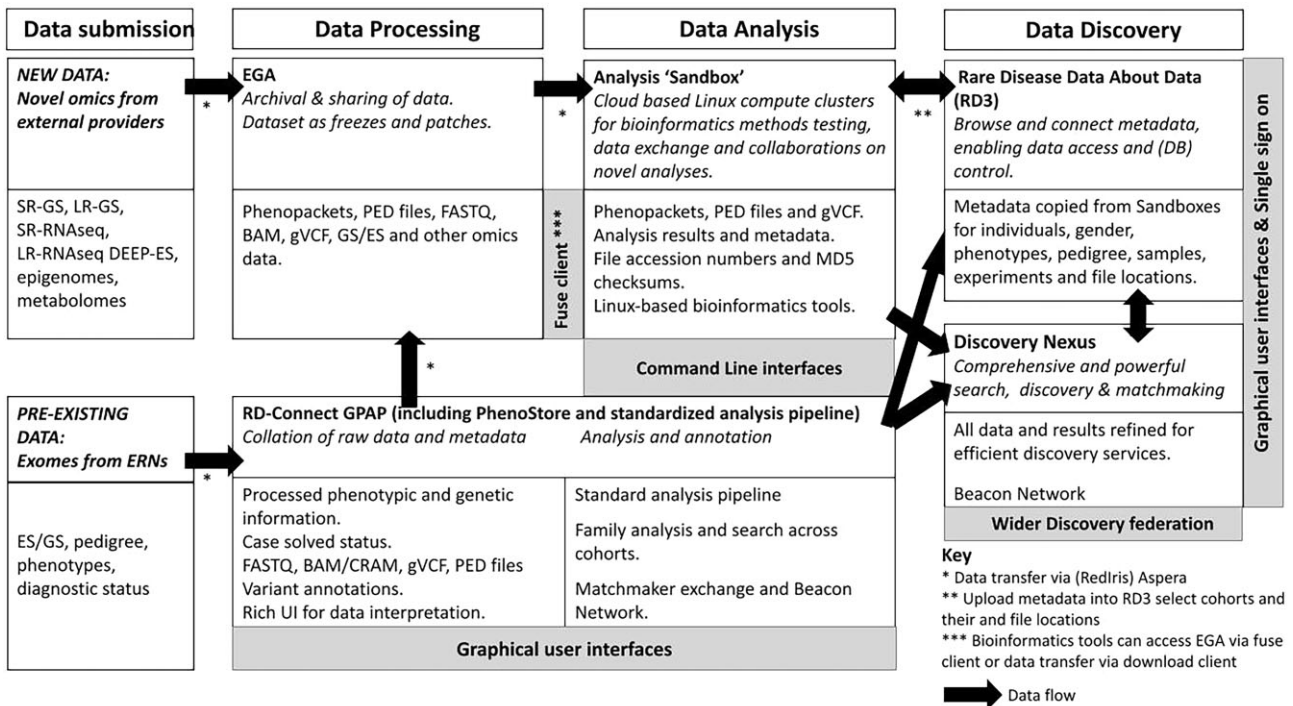 Data submission
Data Processing
Data Analysis
Data Discovery
NEW DATA:
Novel omics from
external providers
*
EGA
Archival & sharing of data.
Dataset as freezes and patches.
*
Analysis ‘Sandbox’
Cloud based Linux compute clusters
for bioinformatics methods testing,
data exchange and collaborations on
novel analyses.
**
Rare Disease Data About Data
(RD3)
Browse and connect metadata,
enabling data access and (DB)
control.
SR-GS, LR-GS,
SR-RNAseq,
LR-RNAseq DEEP-ES,
epigenomes,
metabolomes
Phenopackets, PED files, FASTQ,
BAM, gVCF, GS/ES and other omics
data.
Fuse client ***
Phenopackets, PED files and gVCF.
Analysis results and metadata.
File accession numbers and MD5
checksums.
Linux-based bioinformatics tools.
Command Line interfaces
Metadata copied from Sandboxes
for individuals, gender,
phenotypes, pedigree, samples,
experiments and file locations.
Graphical user interfaces & Single sign on
*
Discovery Nexus
Comprehensive and powerful
search, discovery & matchmaking
All data and results refined for
efficient discovery services.
Beacon Network
Wider Discovery federation
PRE-EXISTING
DATA:
Exomes from ERNs
*
RD-Connect GPAP (including PhenoStore and standardized analysis pipeline)
Collation of raw data and metadata
Analysis and annotation
ES/GS, pedigree,
phenotypes,
diagnostic status
Processed phenotypic and genetic
information.
Case solved status.
FASTQ, BAM/CRAM, gVCF, PED files
Variant annotations.
Rich UI for data interpretation.
Standard analysis pipeline
Family analysis and search across
cohorts.
Matchmaker exchange and Beacon
Network.
Graphical user interfaces
Key
* Data transfer via (RedIris) Aspera
** Upload metadata into RD3 select cohorts and
their and file locations
*** Bioinformatics tools can access EGA via fuse
client or data transfer via download client
Data flow